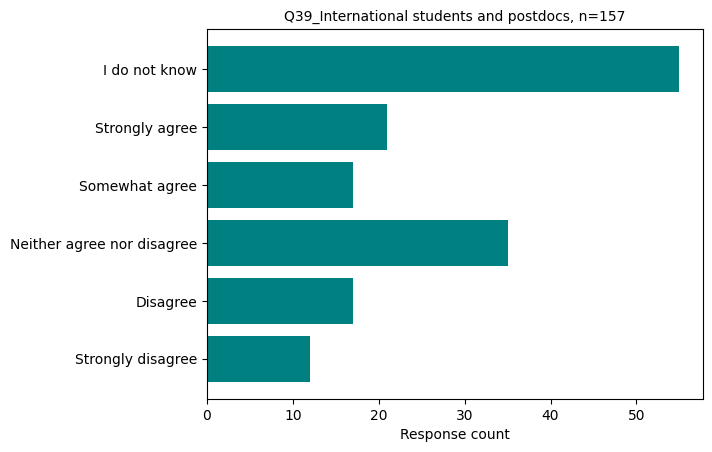 Q39_International students and postdocs, n=157
I do not know
Strongly agree
Somewhat agree
Neither agree nor disagree
Disagree
Strongly disagree
0 10 20 30 40 50
Response count